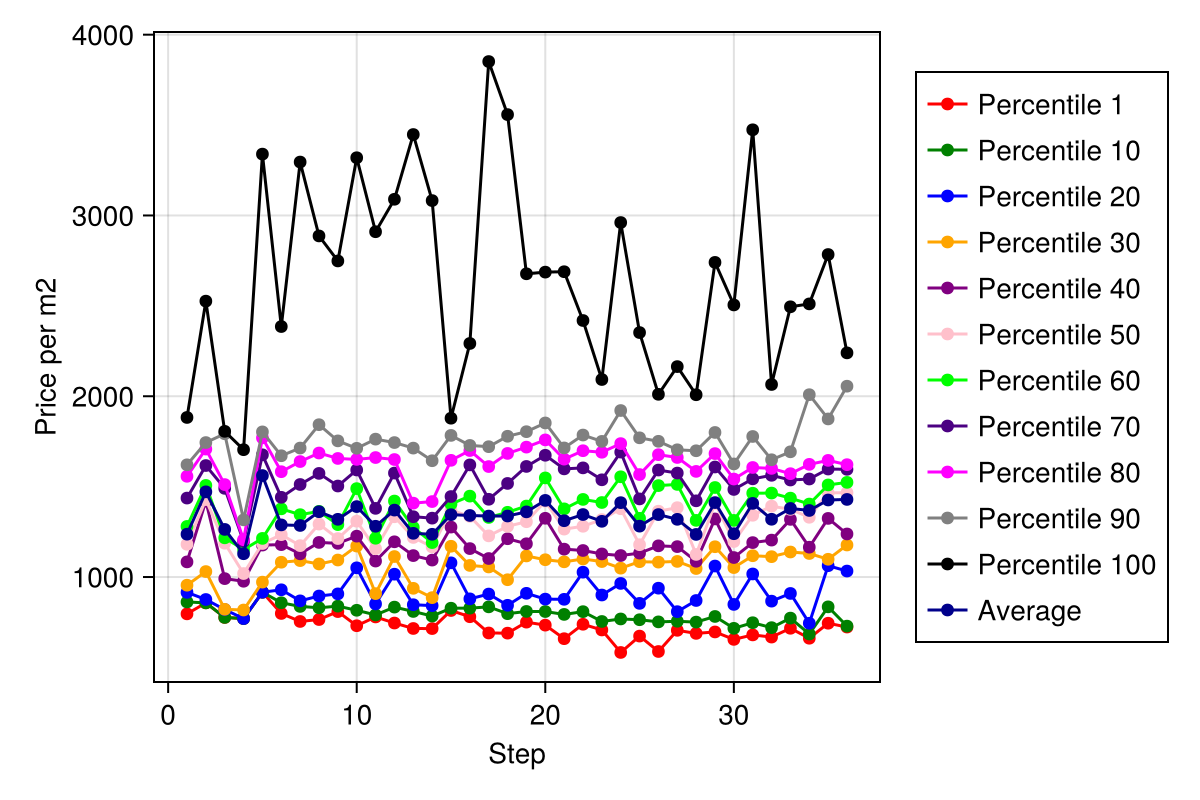 4000
3000
2000
1000
Price per m2
0 10 20 30
Step
Percentile 1
Percentile 10
Percentile 20
Percentile 30
Percentile 40
Percentile 50
Percentile 60
Percentile 70
Percentile 80
Percentile 90
Percentile 100
Average